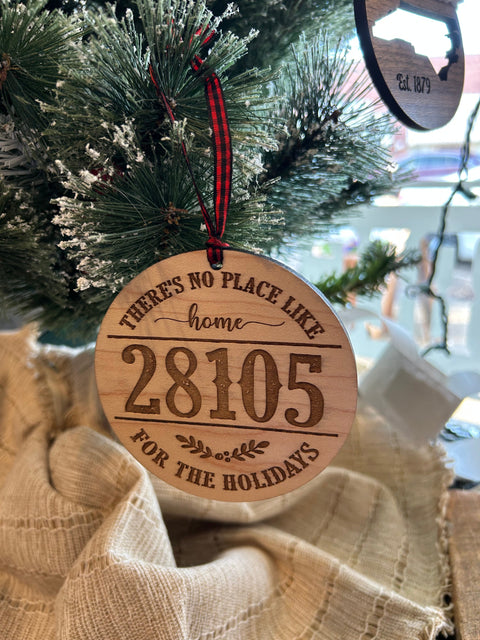 Est. 1879
THERE'S NO PLACE LIKE
home
28105
FOR THE HOLIDAYS